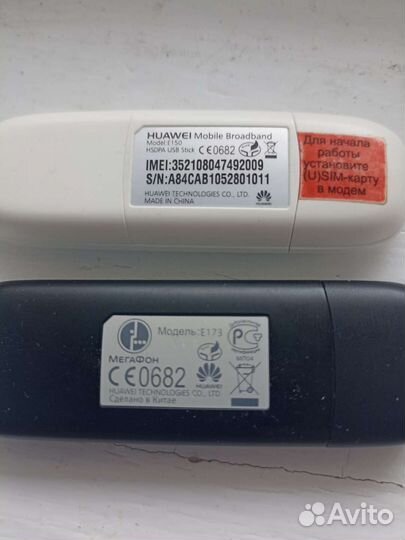 HUAWEI Mobile Broadband
Model E150
HSDPA USB Stick CE0682
IMEI:352108047492009
S/N:A84CAB1052801011
HUAWEI TECHNOLOGIES CO., LTD.
MADE IN CHINA
HUAWEI
Для начала
работы
установите
(U)SIM-карту
в модем
Модель:E173
МЕГАФОН
CE0682
HUAWEI
HUAWEI TECHNOLOGIES CO., LTD.
Сделано в Китае
Avito